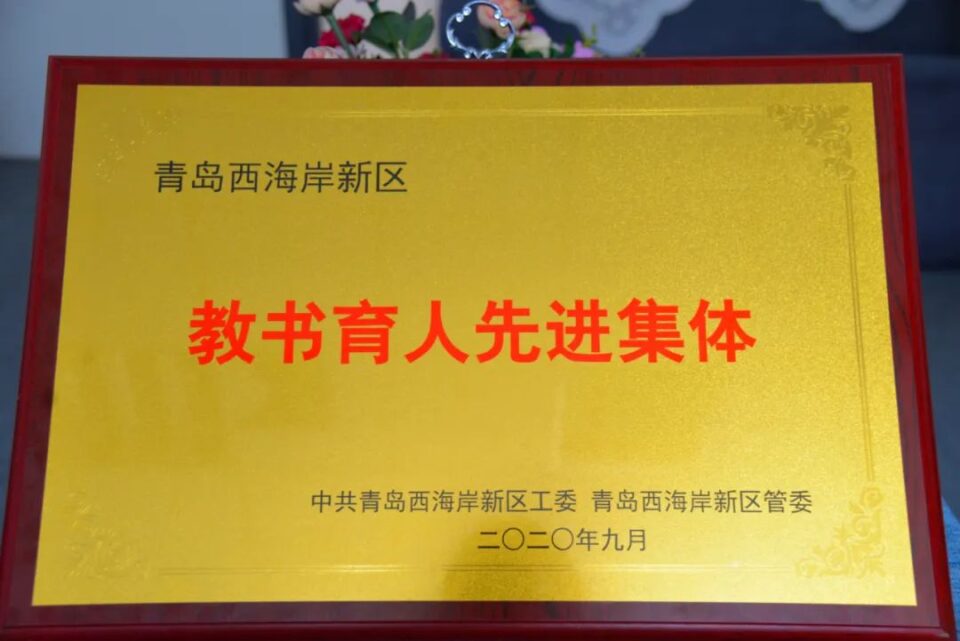 青岛西海岸新区
教书育人先进集体
中共青岛西海岸新区工委 青岛西海岸新区管委
二〇二〇年九月